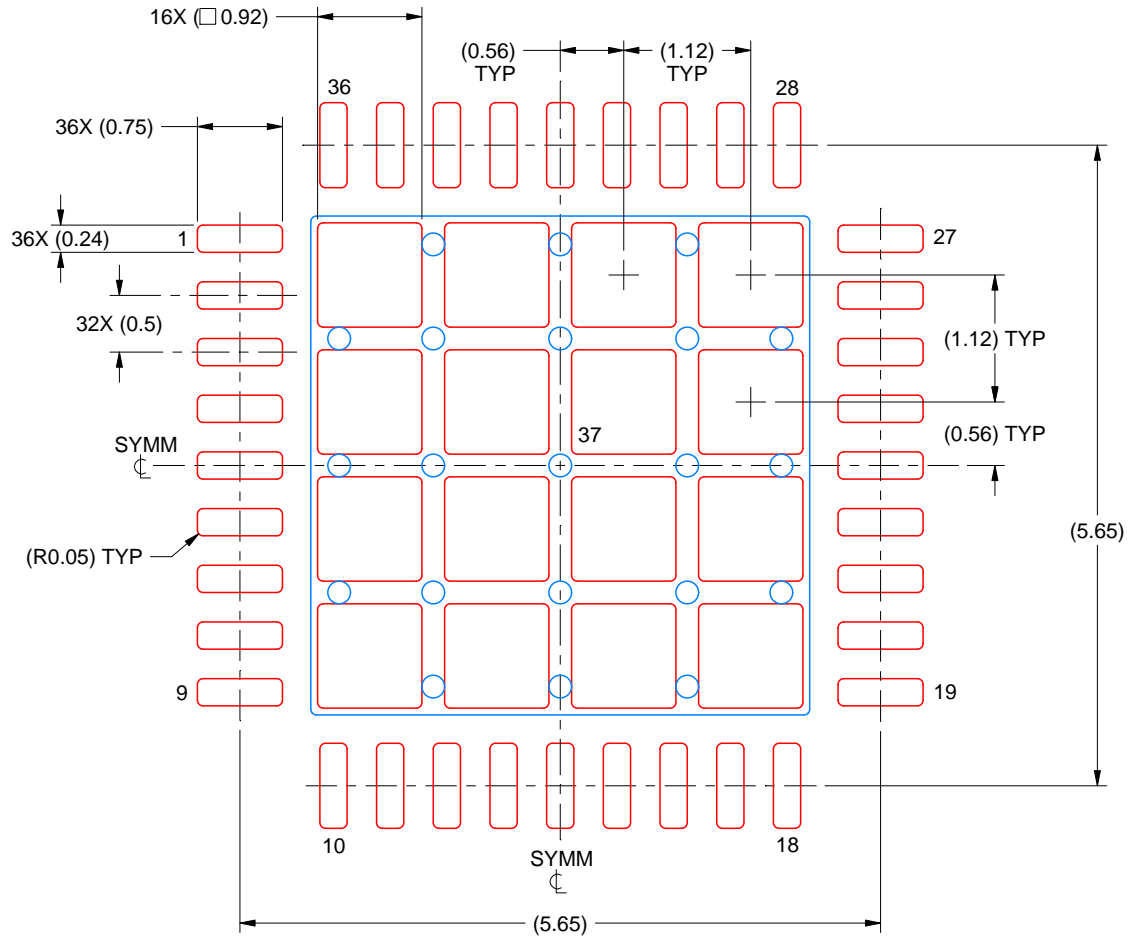 16X (□ 0.92)
(0.56)
TYP
(1.12)
TYP
36
28
36X (0.75)
36X (0.24)
1
27
32X (0.5)
(1.12) TYP
37
(0.56) TYP
SYMM
℄
(5.65)
(R0.05) TYP
9
19
10
18
SYMM
℄
(5.65)